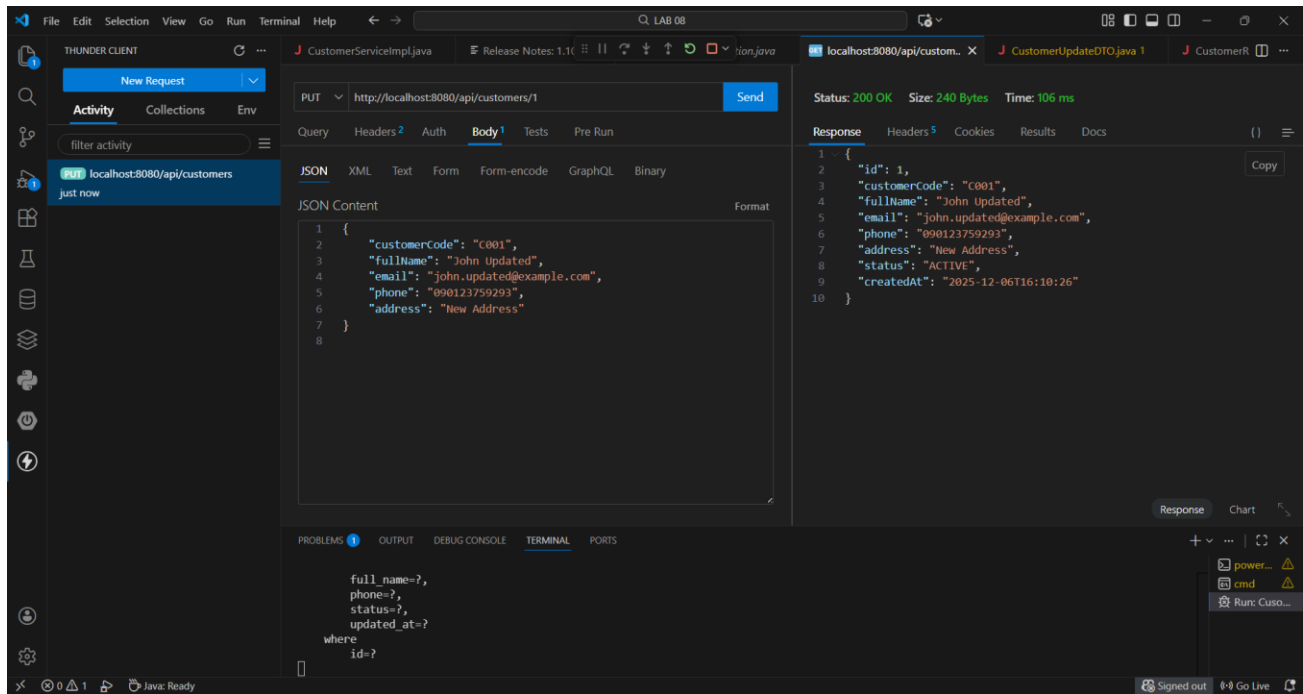 File Edit Selection View Go Run Terminal Help
LAB 08
THUNDER CLIENT
New Request
Activity Collections Env
filter activity
PUT localhost:8080/api/customers
just now
CustomerServiceImpl.java
Release Notes: 1.10
tion.java
GET localhost:8080/api/custom..
CustomerUpdateDTO.java 1
CustomerR
PUT http://localhost:8080/api/customers/1 Send
Query Headers 2 Auth Body 1 Tests Pre Run
JSON XML Text Form Form-encode GraphQL Binary
JSON Content Format
1 {
2 "customerCode": "C001",
3 "fullName": "John Updated",
4 "email": "john.updated@example.com",
5 "phone": "090123759293",
6 "address": "New Address"
7 }
8
Status: 200 OK Size: 240 Bytes Time: 106 ms
Response Headers 5 Cookies Results Docs {}
Copy
1 {
2 "id": 1,
3 "customerCode": "C001",
4 "fullName": "John Updated",
5 "email": "john.updated@example.com",
6 "phone": "090123759293",
7 "address": "New Address",
8 "status": "ACTIVE",
9 "createdAt": "2025-12-06T16:10:26"
10 }
Response Chart
PROBLEMS 1 OUTPUT DEBUG CONSOLE TERMINAL PORTS
full_name=?,
phone=?,
status=?,
updated_at=?
where
id=?
power...
cmd
Run: Cuso...
0 1 Java: Ready
Signed out Go Live